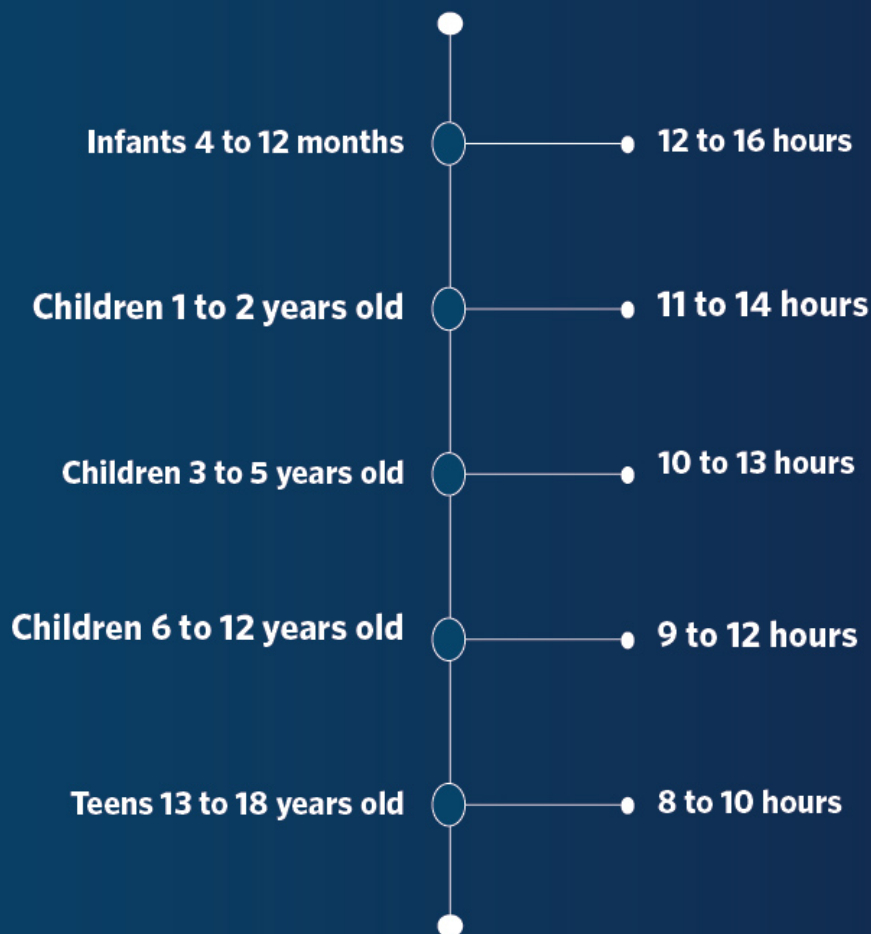 Infants 4 to 12 months
12 to 16 hours
Children 1 to 2 years old
11 to 14 hours
Children 3 to 5 years old
10 to 13 hours
Children 6 to 12 years old
9 to 12 hours
Teens 13 to 18 years old
8 to 10 hours